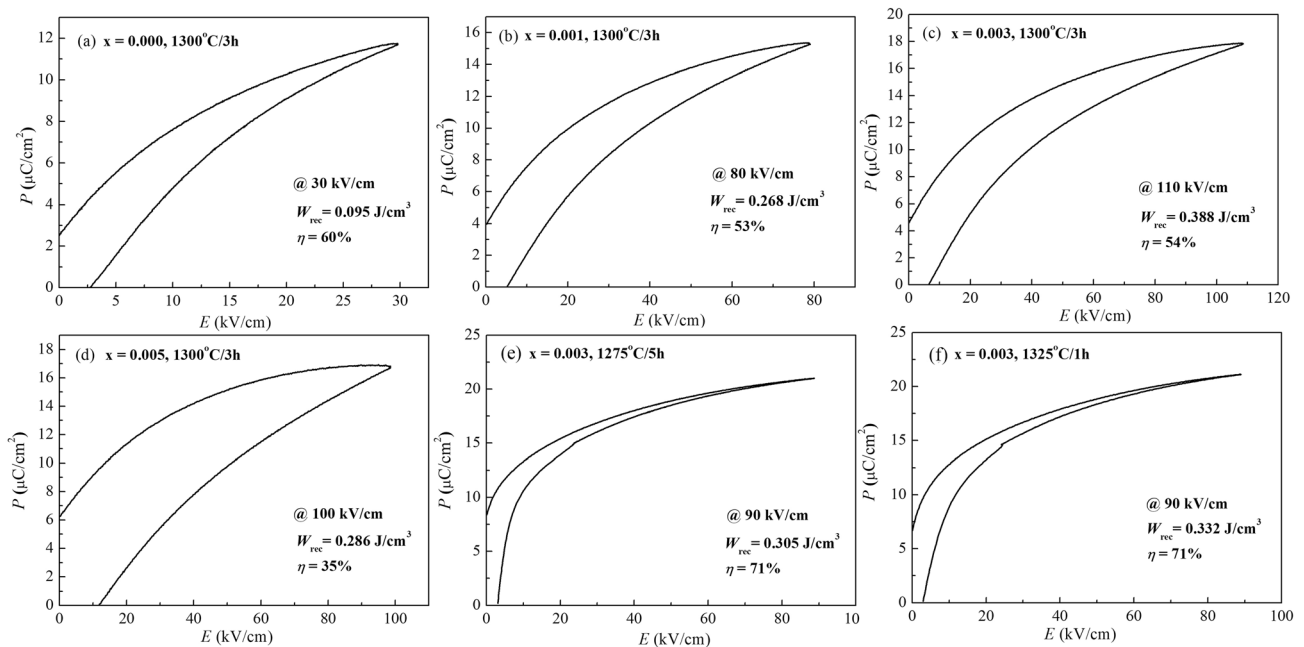 (a) x = 0.000, 1300°C/3h
12
10
8
6
4
2
0
P (μC/cm²)
@ 30 kV/cm
Wrec= 0.095 J/cm³
η = 60%
0 5 10 15 20 25 30
E (kV/cm)
(b) x = 0.001, 1300°C/3h
16
14
12
10
8
6
4
2
0
P (μC/cm²)
@ 80 kV/cm
Wrec= 0.268 J/cm³
η = 53%
0 20 40 60 80
E (kV/cm)
(c) x = 0.003, 1300°C/3h
20
18
16
14
12
10
8
6
4
2
0
P (μC/cm²)
@ 110 kV/cm
Wrec= 0.388 J/cm³
η = 54%
0 20 40 60 80 100 120
E (kV/cm)
(d) x = 0.005, 1300°C/3h
18
16
14
12
10
8
6
4
2
0
P (μC/cm²)
@ 100 kV/cm
Wrec= 0.286 J/cm³
η = 35%
0 20 40 60 80 100
E (kV/cm)
(e) x = 0.003, 1275°C/5h
25
20
15
10
5
0
P (μC/cm²)
@ 90 kV/cm
Wrec= 0.305 J/cm³
η = 71%
0 20 40 60 80 10
E (kV/cm)
(f) x = 0.003, 1325°C/1h
25
20
15
10
5
0
P (μC/cm²)
@ 90 kV/cm
Wrec= 0.332 J/cm³
η = 71%
0 20 40 60 80 100
E (kV/cm)